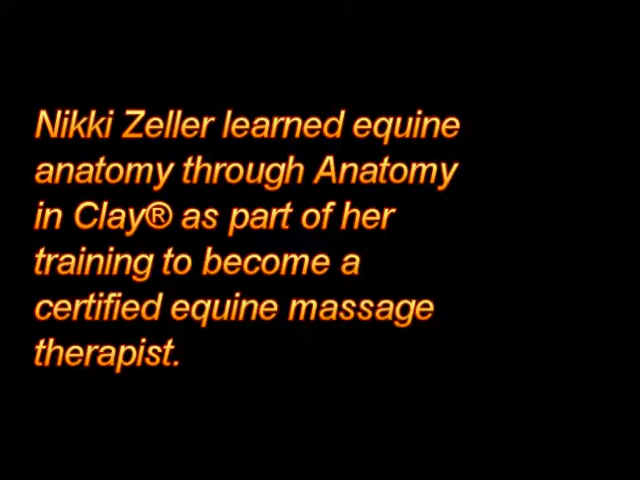 Nikki Zeller learned equine
anatomy through Anatomy
in Clay® as part of her
training to become a
certified equine massage
therapist.